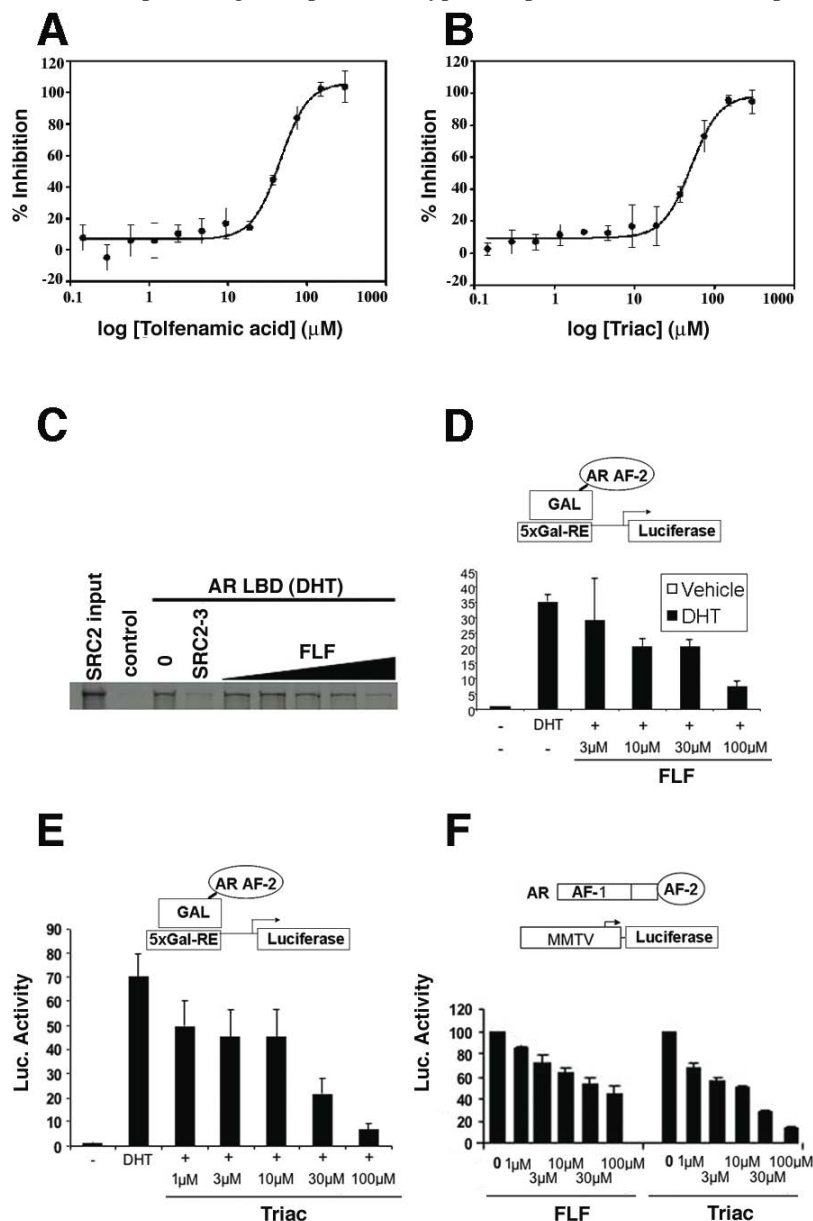 A
120
100
80
60
40
20
0
-20
% Inhibition
0.1 1 10 100 1000
log [Tolfenamic acid] (μM)
B
120
100
80
60
40
20
0
-20
% Inhibition
0.1 1 10 100 1000
log [Triac] (μM)
C
SRC2 input
control
AR LBD (DHT)
0
SRC2-3
FLF
D
AR AF-2
GAL
5xGal-RE
Luciferase
45
40
35
30
25
20
15
10
5
0
Vehicle
DHT
- DHT + + + +
- - 3μM 10μM 30μM 100μM
FLF
E
AR AF-2
GAL
5xGal-RE
Luciferase
90
80
70
60
50
40
30
20
10
0
Luc. Activity
- DHT + + + + +
1μM 3μM 10μM 30μM 100μM
Triac
F
AR AF-1 AF-2
MMTV Luciferase
120
100
80
60
40
20
0
Luc. Activity
0 1μM 10μM 100μM
3μM 30μM
FLF
0 1μM 10μM 100μM
3μM 30μM
Triac